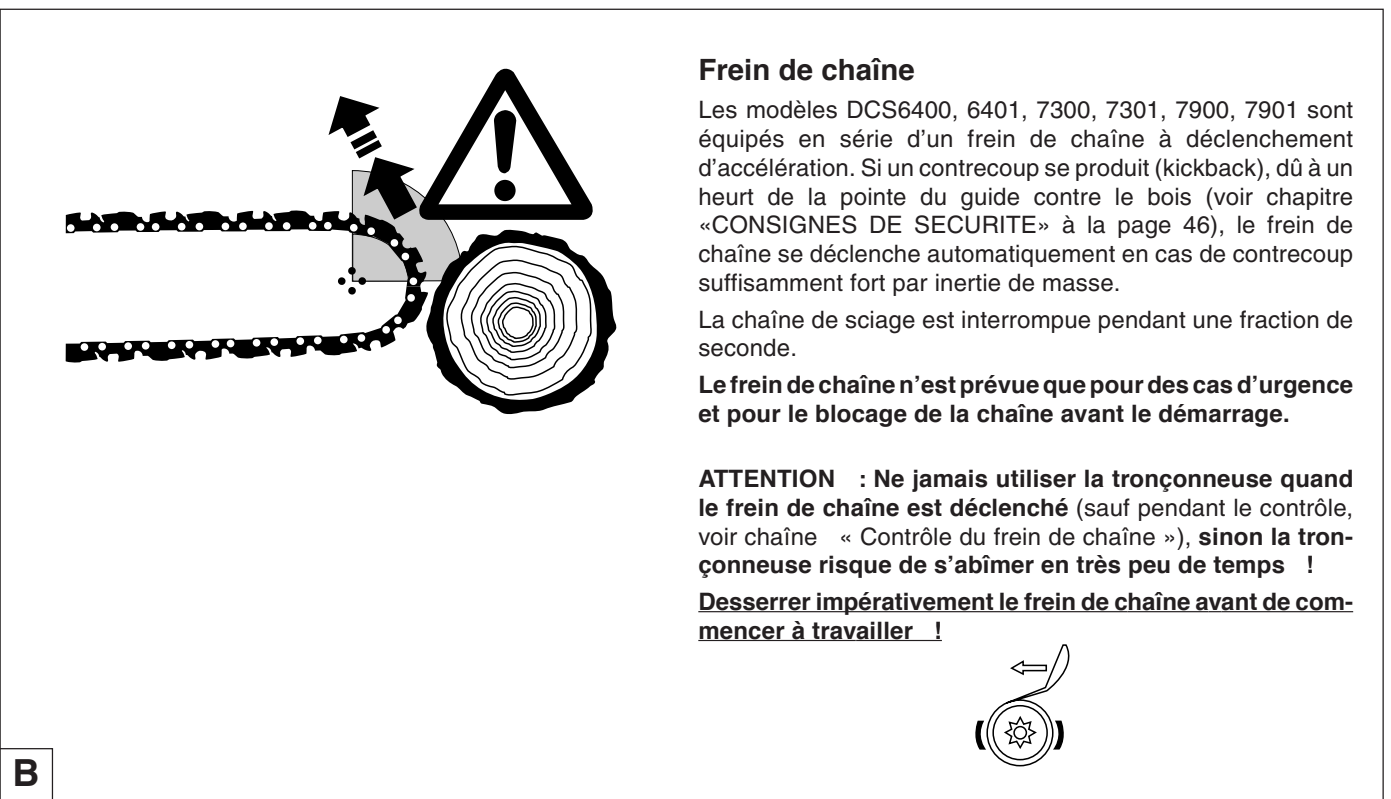 Frein de chaîne
Les modèles DCS6400, 6401, 7300, 7301, 7900, 7901 sont
équipés en série d'un frein de chaîne à déclenchement
d'accélération. Si un contrecoup se produit (kickback), dû à un
heurt de la pointe du guide contre le bois (voir chapitre
«CONSIGNES DE SECURITE» à la page 46), le frein de
chaîne se déclenche automatiquement en cas de contrecoup
suffisamment fort par inertie de masse.
La chaîne de sciage est interrompue pendant une fraction de
seconde.
Le frein de chaîne n'est prévue que pour des cas d'urgence
et pour le blocage de la chaîne avant le démarrage.
ATTENTION : Ne jamais utiliser la tronçonneuse quand
le frein de chaîne est déclenché (sauf pendant le contrôle,
voir chaîne « Contrôle du frein de chaîne »), sinon la tron-
çonneuse risque de s'abîmer en très peu de temps !
Desserrer impérativement le frein de chaîne avant de com-
mencer à travailler !
B